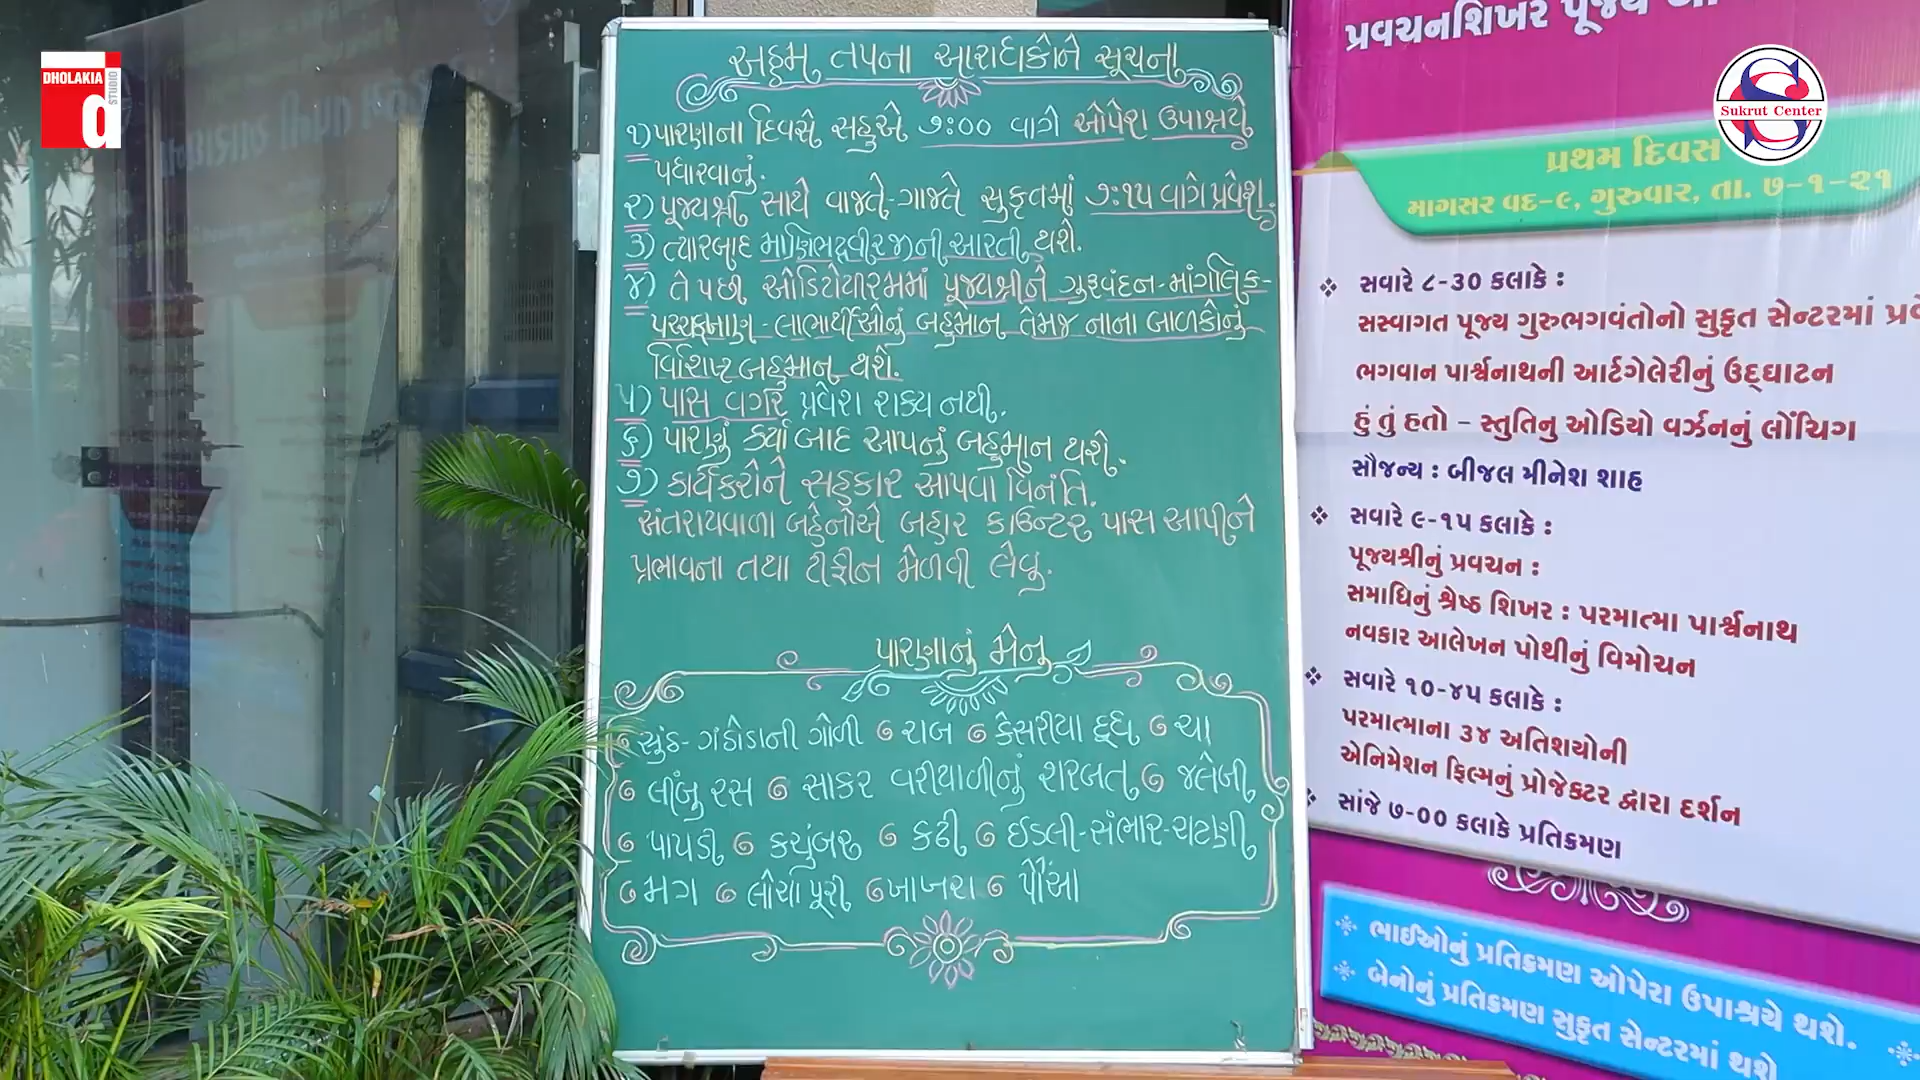 DHOLAKIA
d
STUDIO
અઠ્ઠમ તપના આરાધકોને સૂચના
૧) પારણાના દિવસે સહુએ ૭:૦૦ વાગે ઓપેરા ઉપાશ્રયે
પધારવાનું.
૨) પૂજ્યશ્રી સાથે વાજતે-ગાજતે સુકૃતમાં ૭:૧૫ વાગે પ્રવેશ.
૩) ત્યારબાદ માણિભદ્રવીરજીની આરતી થશે.
૪) તે પછી ઓડિટોયીરમમાં પૂજ્યશ્રીને ગુરૂવંદન-માંગલિક-
પચ્ચક્ખાણ-લાભાર્થીઓનું બહુમાન તેમજ નાના બાળકોનું
વિશિષ્ટ બહુમાન થશે.
૫) પાસ વગર પ્રવેશ શક્ય નથી.
૬) પારણું કર્યા બાદ આપનું બહુમાન થશે.
૭) કાર્યકરોને સહકાર આપવા વિનંતિ.
અંતરાયવાળા બહેનોએ બહાર કાઉન્ટર પાસ આપીને
પ્રભાવના તથા ટીફીન મેળવી લેવું.
પારણાનું મેનુ
સુંઠ-ગંઠોડાની ગોળી રાબ કેસરીયા દૂધ ચા
લીંબુ રસ સાકર વરીયાળીનું શરબત જલેબી
પાપડી કચુંબર કઢી ઈડલી-સંભાર-ચટણી
મગ લોચા પૂરી ખાખરા પૌંઆ
પ્રવચનશિખર પૂજ્ય
Sukrut Center
પ્રથમ દિવસ
માગસર વદ-૯, ગુરુવાર, તા. ૭-૧-૨૧
સવારે ૮-૩૦ કલાકે :
સસ્વાગત પૂજ્ય ગુરુભગવંતોનો સુકૃત સેન્ટરમાં પ્રવે
ભગવાન પાર્શ્વનાથની આર્ટગેલેરીનું ઉદ્‌ઘાટન
હું તું હતો – સ્તુતિનુ ઓડિયો વર્ઝનનું લોંચિગ
સૌજન્ય : બીજલ મીનેશ શાહ
સવારે ૯-૧૫ કલાકે :
પૂજ્યશ્રીનું પ્રવચન :
સમાધિનું શ્રેષ્ઠ શિખર : પરમાત્મા પાર્શ્વનાથ
નવકાર આલેખન પોથીનું વિમોચન
સવારે ૧૦-૪૫ કલાકે :
પરમાત્માના ૩૪ અતિશયોની
એનિમેશન ફિલ્મનું પ્રોજેક્ટર દ્વારા દર્શન
સાંજે ૭-૦૦ કલાકે પ્રતિક્રમણ
ભાઈઓનું પ્રતિક્રમણ ઓપેરા ઉપાશ્રયે થશે.
બેનોનું પ્રતિક્રમણ સુકૃત સેન્ટરમાં થશે